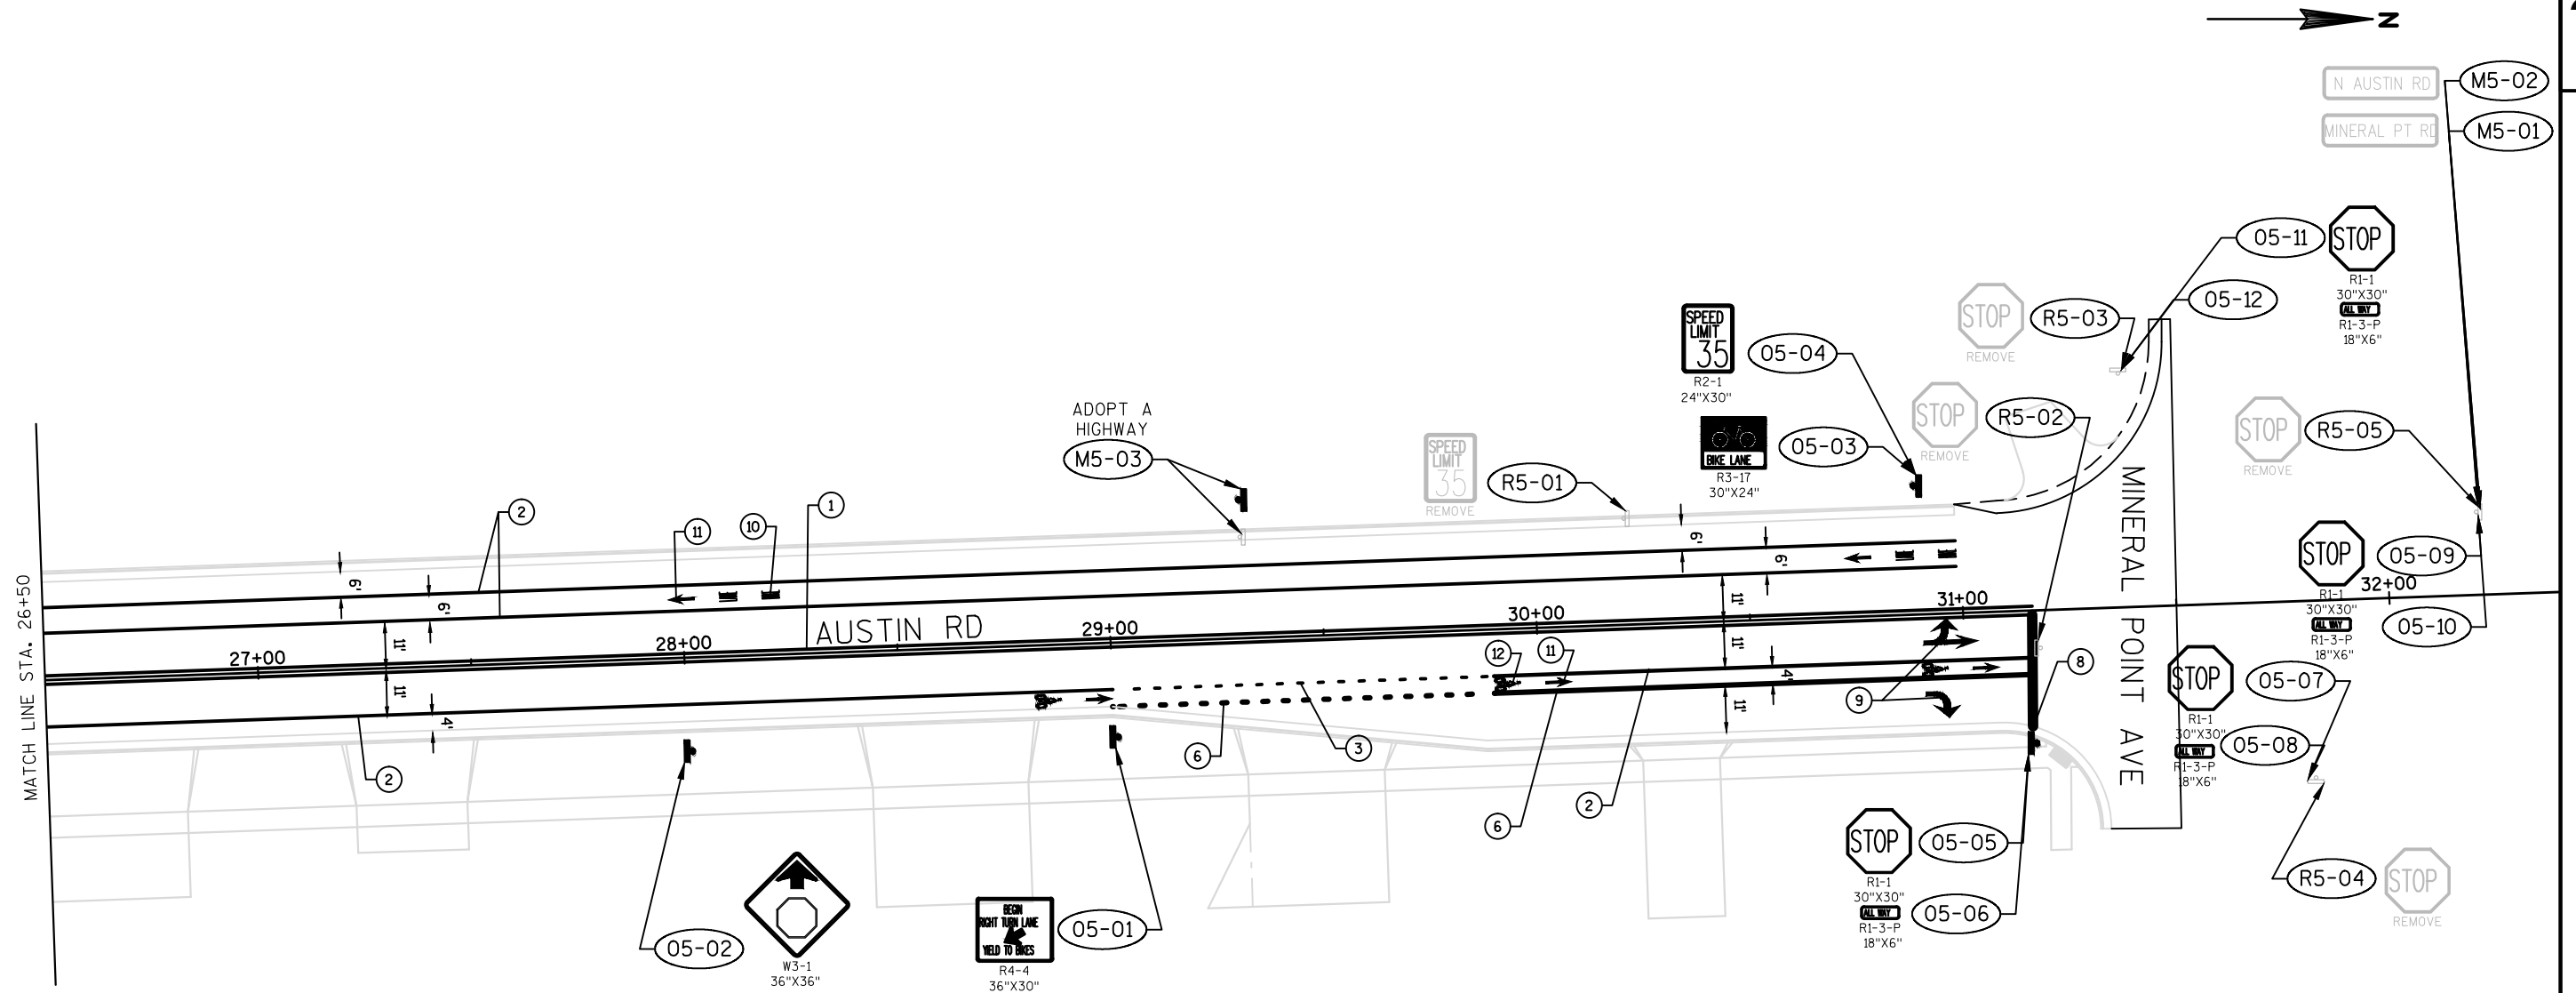 N
N AUSTIN RD
M5-02
MINERAL PT RD
M5-01
05-11
STOP
R1-1
30"X30"
ALL WAY
R1-3-P
18"X6"
05-12
STOP
REMOVE
R5-03
SPEED
LIMIT
35
R2-1
24"X30"
05-04
BIKE LANE
R3-17
30"X24"
05-03
STOP
REMOVE
R5-02
STOP
REMOVE
R5-05
ADOPT A
HIGHWAY
M5-03
SPEED
LIMIT
35
REMOVE
R5-01
2
11
10
1
6'
6'
11'
11'
4'
6'
6'
11'
11'
4'
11'
MATCH LINE STA. 26+50
AUSTIN RD
27+00
28+00
29+00
30+00
31+00
32+00
12
11
9
8
3
6
2
6
2
MINERAL POINT AVE
STOP
R1-1
30"X30"
ALL WAY
R1-3-P
18"X6"
05-09
05-10
STOP
R1-1
30"X30"
ALL WAY
R1-3-P
18"X6"
05-07
05-08
STOP
R1-1
30"X30"
ALL WAY
R1-3-P
18"X6"
05-05
05-06
R5-04
STOP
REMOVE
05-02
W3-1
36"X36"
BEGIN
RIGHT TURN LANE
YIELD TO BIKES
R4-4
36"X30"
05-01